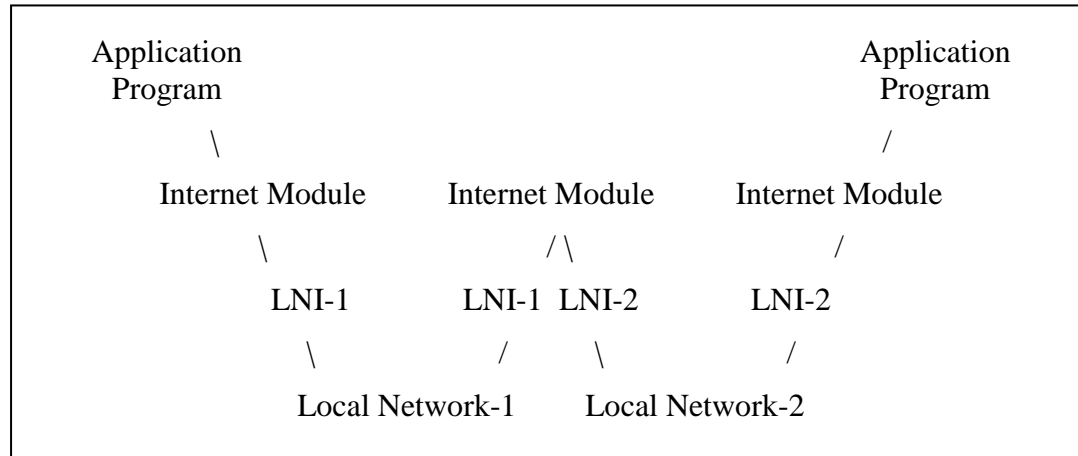 Application Application
Program Program
\ /
Internet Module Internet Module Internet Module
\ / \ /
LNI-1 LNI-1 LNI-2 LNI-2
\ / \ /
Local Network-1 Local Network-2